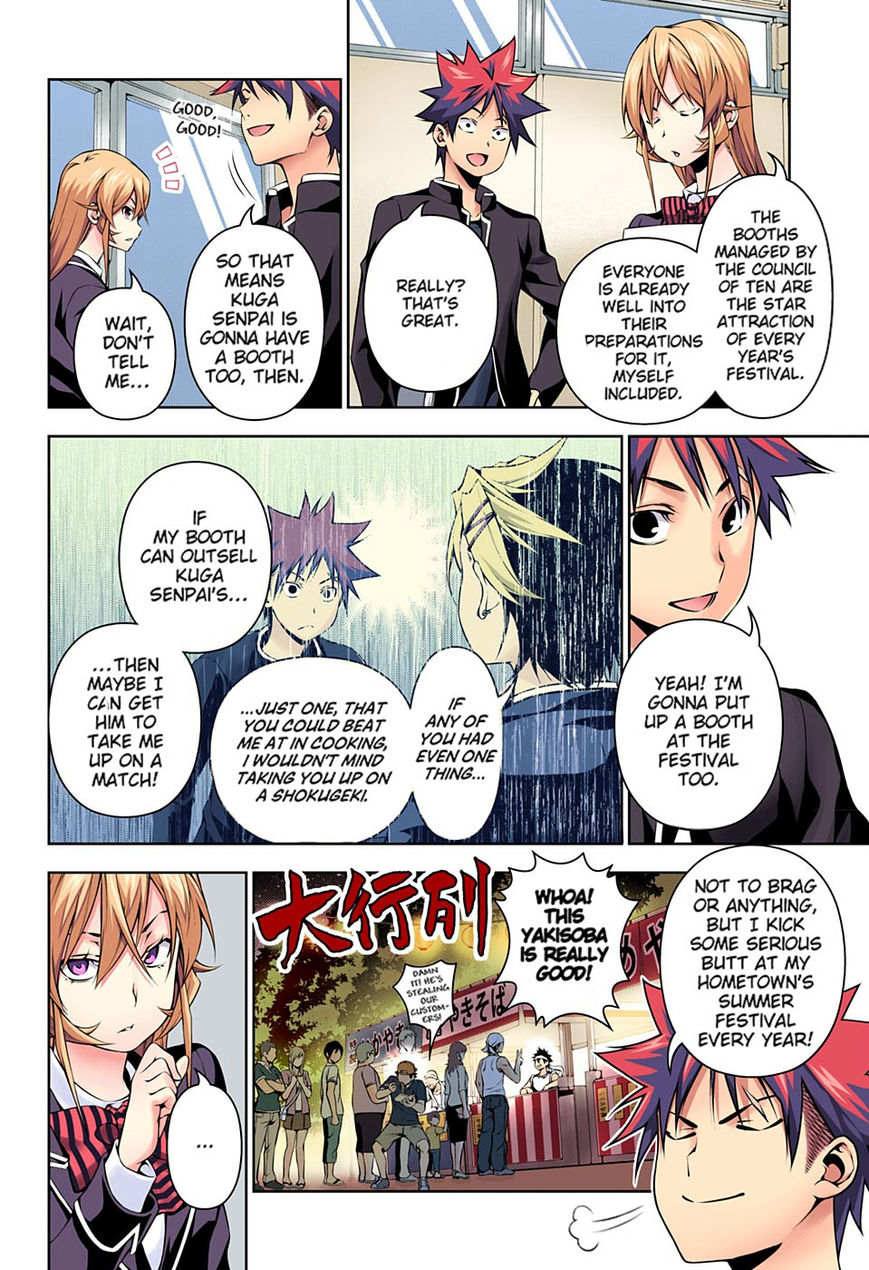 THE
BOOTHS
MANAGED BY
THE COUNCIL
OF TEN ARE
THE STAR
ATTRACTION
OF EVERY
YEAR'S
FESTIVAL.
EVERYONE
IS ALREADY
WELL INTO
THEIR
PREPARATIONS
FOR IT,
MYSELF
INCLUDED.
REALLY?
THAT'S
GREAT.
GOOD,
GOOD!
SO THAT
MEANS
KUGA
SENPAI IS
GONNA HAVE
A BOOTH
TOO, THEN.
WAIT,
DON'T
TELL
ME...
YEAH! I'M
GONNA PUT
UP A BOOTH
AT THE
FESTIVAL
TOO.
IF
ANY OF
YOU HAD
EVEN ONE
THING...
...JUST ONE, THAT
YOU COULD BEAT
ME AT IN COOKING,
I WOULDN'T MIND
TAKING YOU UP ON
A SHOKUGEKI.
IF
MY BOOTH
CAN OUTSELL
KUGA
SENPAI'S...
...THEN
MAYBE I
CAN GET
HIM TO
TAKE ME
UP ON A
MATCH!
NOT TO BRAG
OR ANYTHING,
BUT I KICK
SOME SERIOUS
BUTT AT MY
HOMETOWN'S
SUMMER
FESTIVAL
EVERY YEAR!
WHOA!
THIS
YAKISOBA
IS REALLY
GOOD!
大行列
DAMN
IT! HE'S
STEALING
OUR
CUSTOM-
ERS!
やきそば
かやき
めや
...